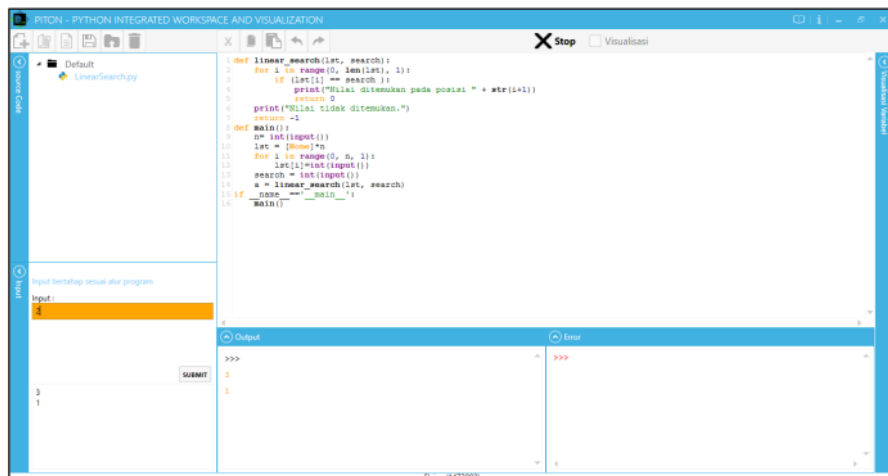 PITON - PYTHON INTEGRATED WORKSPACE AND VISUALIZATION
Stop
Visualisasi
Source Code
Default
LinearSearch.py
1 def linear_search(lst, search):
2 for i in range(0, len(lst), 1):
3 if (lst[i] == search ):
4 print("Nilai ditemukan pada posisi " + str(i+1))
5 return 0
6 print("Nilai tidak ditemukan.")
7 return -1
8 def main():
9 n= int(input())
10 lst = [None]*n
11 for i in range(0, n, 1):
12 lst[i]=int(input())
13 search = int(input())
14 a = linear_search(lst, search)
15 if __name__=='__main__':
16 main()
Visualisasi Variabel
Input
Input bertahap sesuai alur program
Input :
SUBMIT
3
1
Output
>>>
3
1
Error
>>>